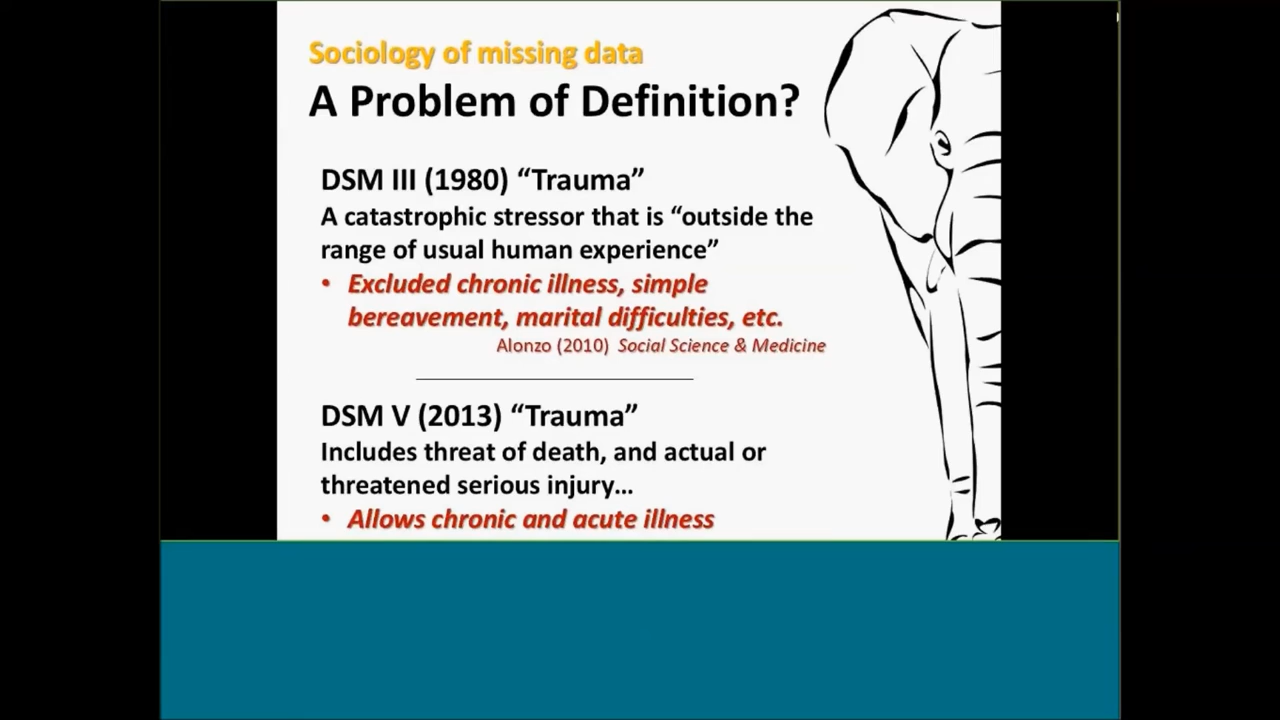 Sociology of missing data
A Problem of Definition?
DSM III (1980) “Trauma”
A catastrophic stressor that is “outside the
range of usual human experience”
• Excluded chronic illness, simple
bereavement, marital difficulties, etc.
Alonzo (2010) Social Science & Medicine
DSM V (2013) “Trauma”
Includes threat of death, and actual or
threatened serious injury…
• Allows chronic and acute illness